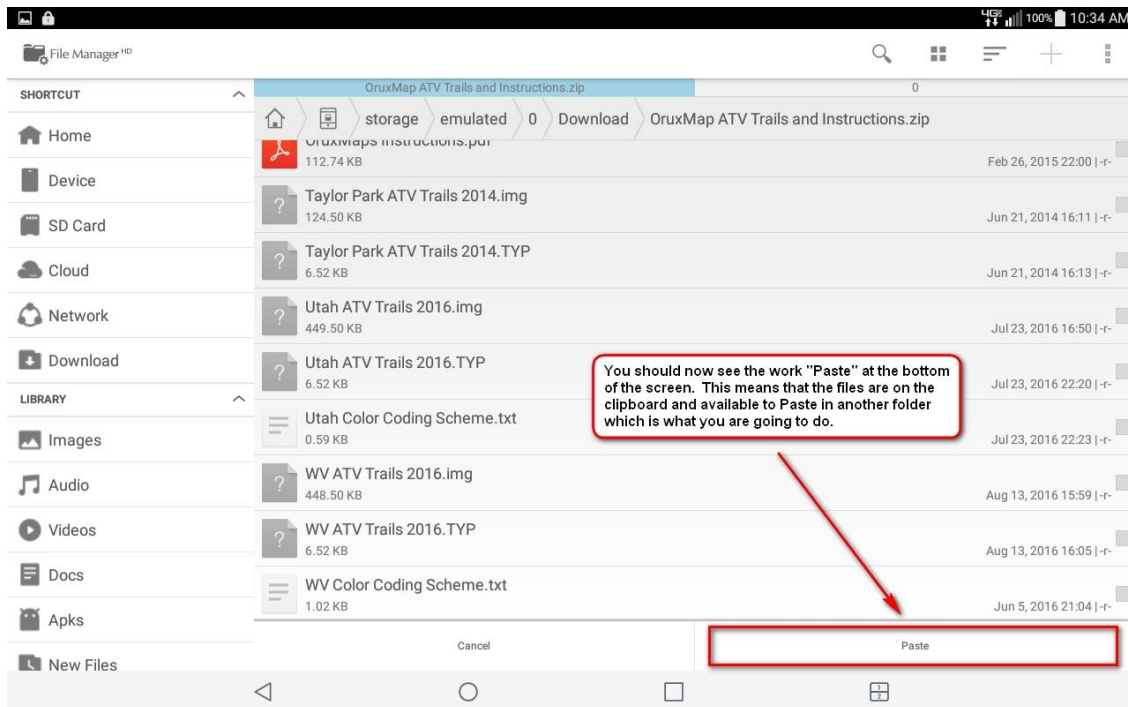 4G
100%
10:34 AM
File Manager HD
SHORTCUT
Home
Device
SD Card
Cloud
Network
Download
LIBRARY
Images
Audio
Videos
Docs
Apks
New Files
OruxMap ATV Trails and Instructions.zip
0
storage
emulated
0
Download
OruxMap ATV Trails and Instructions.zip
OruxMaps Instructions.pdf
112.74 KB
Feb 26, 2015 22:00 | -r-
Taylor Park ATV Trails 2014.img
124.50 KB
Jun 21, 2014 16:11 | -r-
Taylor Park ATV Trails 2014.TYP
6.52 KB
Jun 21, 2014 16:13 | -r-
Utah ATV Trails 2016.img
449.50 KB
Jul 23, 2016 16:50 | -r-
Utah ATV Trails 2016.TYP
6.52 KB
Jul 23, 2016 22:20 | -r-
Utah Color Coding Scheme.txt
0.59 KB
Jul 23, 2016 22:23 | -r-
WV ATV Trails 2016.img
448.50 KB
Aug 13, 2016 15:59 | -r-
WV ATV Trails 2016.TYP
6.52 KB
Aug 13, 2016 16:05 | -r-
WV Color Coding Scheme.txt
1.02 KB
Jun 5, 2016 21:04 | -r-
You should now see the work "Paste" at the bottom
of the screen. This means that the files are on the
clipboard and available to Paste in another folder
which is what you are going to do.
Cancel
Paste
1
2